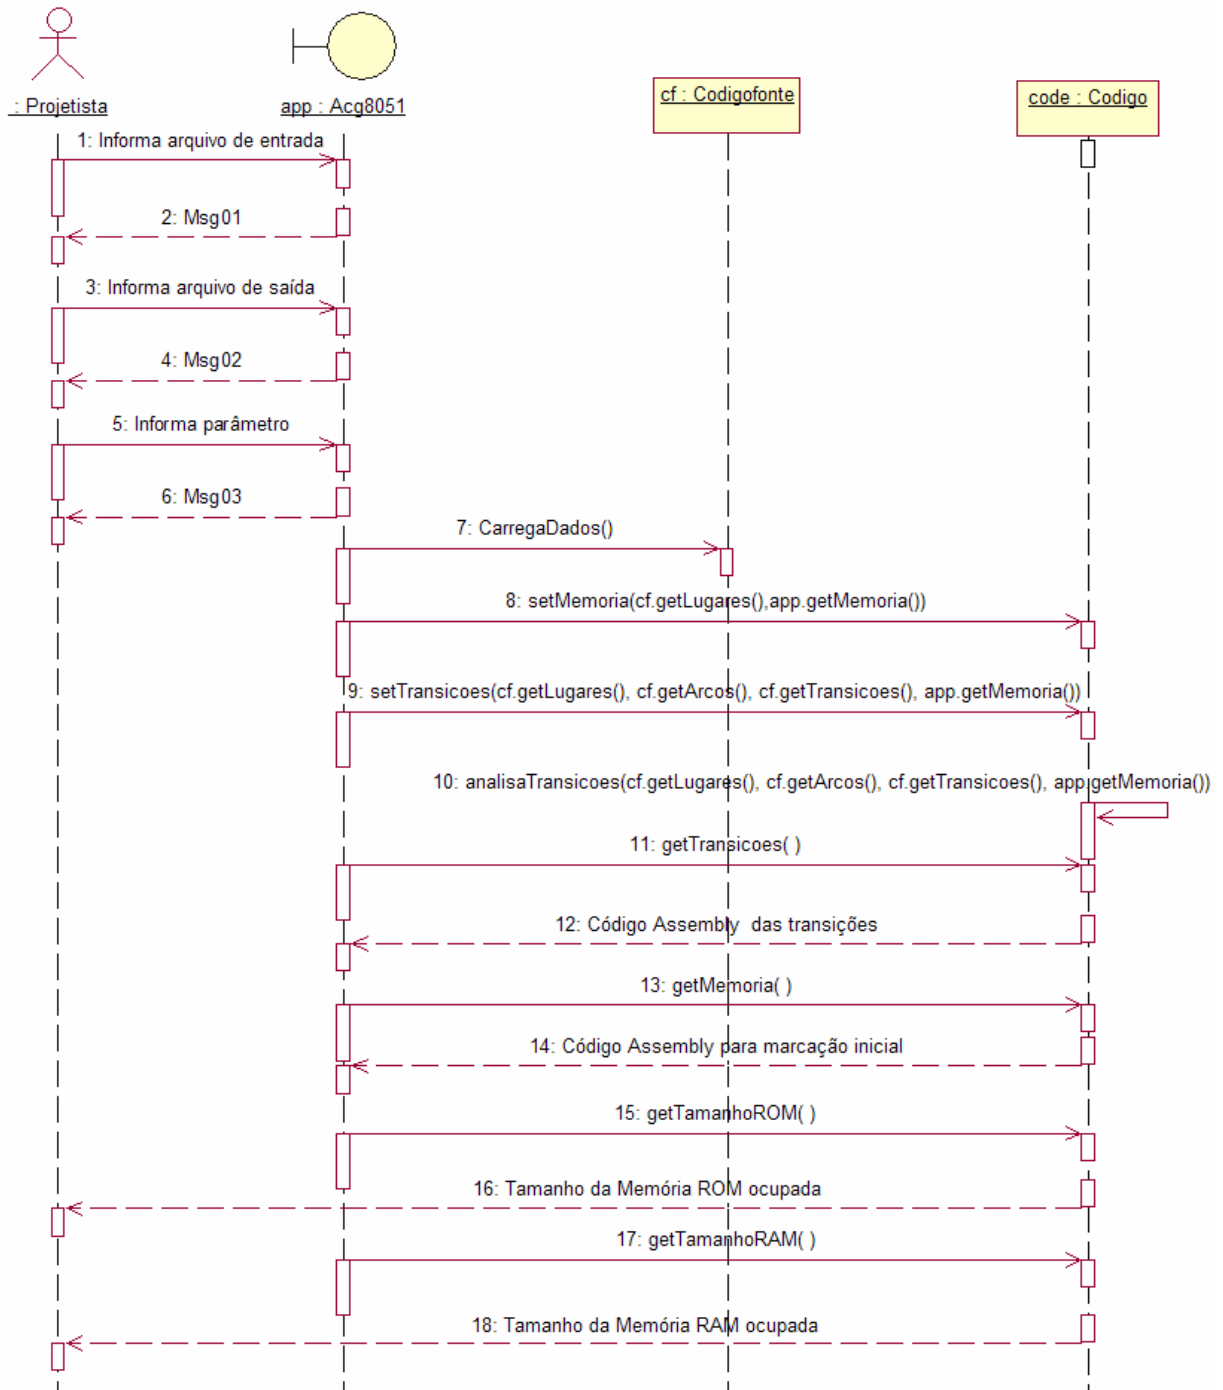 _ : Projetista
app : Acg8051
cf : Codigofonte
code : Codigo
1: Informa arquivo de entrada
2: Msg01
3: Informa arquivo de saída
4: Msg02
5: Informa parâmetro
6: Msg03
7: CarregaDados()
8: setMemoria(cf.getLugares(),app.getMemoria())
9: setTransicoes(cf.getLugares(), cf.getArcos(), cf.getTransicoes(), app.getMemoria())
10: analisaTransicoes(cf.getLugares(), cf.getArcos(), cf.getTransicoes(), app.getMemoria())
11: getTransicoes( )
12: Código Assembly das transições
13: getMemoria( )
14: Código Assembly para marcação inicial
15: getTamanhoROM( )
16: Tamanho da Memória ROM ocupada
17: getTamanhoRAM( )
18: Tamanho da Memória RAM ocupada